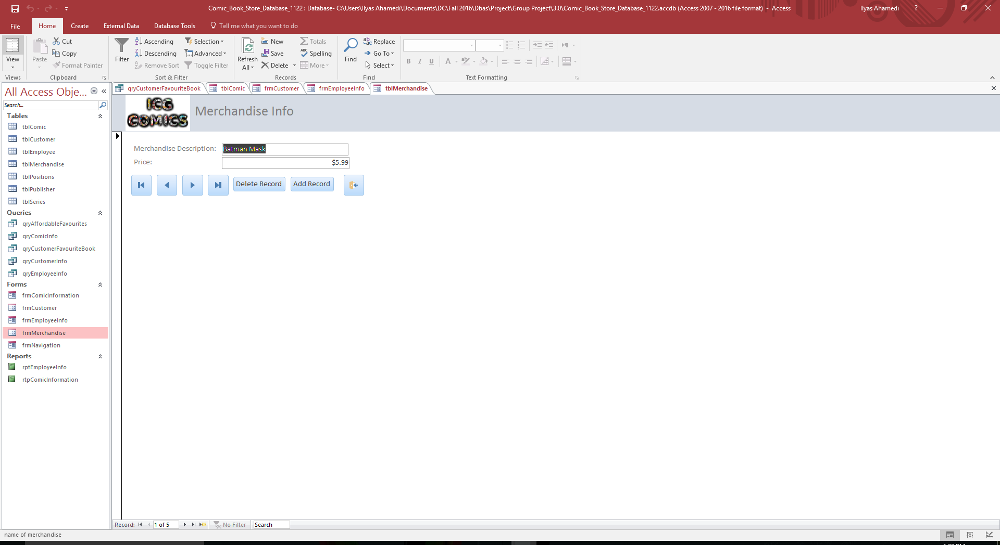 Comic_Book_Store_Database_1122 : Database- C:\Users\Ilyas Ahamedi\Documents\DC\Fall 2016\Dbas\Project\Group Project\3.0\Comic_Book_Store_Database_1122.accdb (Access 2007 - 2016 file format) - Access
Ilyas Ahamedi
?
File
Home
Create
External Data
Database Tools
Tell me what you want to do
View
Views
Paste
Cut
Copy
Format Painter
Clipboard
Filter
Ascending
Descending
Remove Sort
Selection
Advanced
Toggle Filter
Sort & Filter
Refresh
All
New
Save
Delete
Totals
Spelling
More
Records
Find
Replace
Go To
Select
Find
B I U
A
Text Formatting
All Access Obje...
Search...
Tables
tblComic
tblCustomer
tblEmployee
tblMerchandise
tblPositions
tblPublisher
tblSeries
Queries
qryAffordableFavourites
qryComicInfo
qryCustomerFavouriteBook
qryCustomerInfo
qryEmployeeInfo
Forms
frmComicInformation
frmCustomer
frmEmployeeInfo
frmMerchandise
frmNavigation
Reports
rptEmployeeInfo
rtpComicInformation
qryCustomerFavouriteBook
tblComic
frmCustomer
frmEmployeeInfo
tblMerchandise
ICG
COMICS
Merchandise Info
Merchandise Description:
Batman Mask
Price:
$5.99
Delete Record
Add Record
Record:
1 of 5
No Filter
Search
name of merchandise